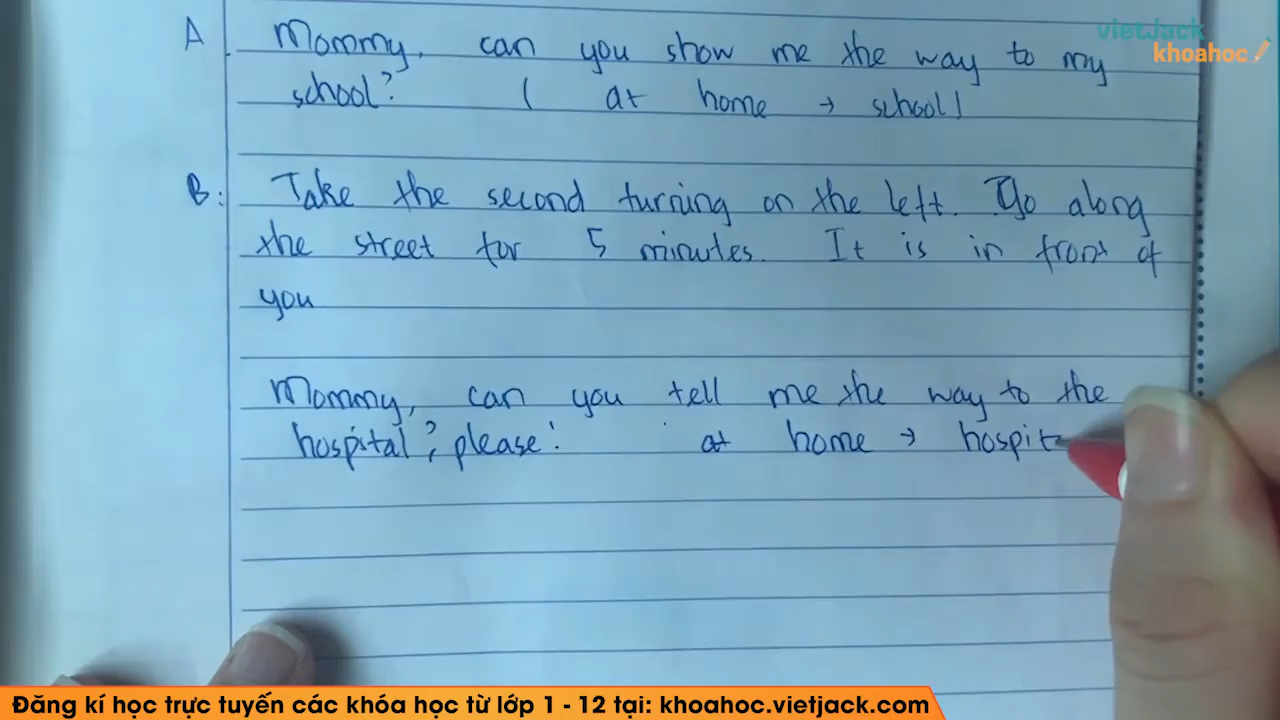 vietJack
khoahoc
A Mommy, can you show me the way to my
school? ( at home → school)
B: Take the second turning on the left. Go along
the street for 5 minutes. It is in front of
you
Mommy, can you tell me the way to the
hospital?, please! at home → hospit
Đăng kí học trực tuyến các khóa học từ lớp 1 - 12 tại: khoahoc.vietjack.com